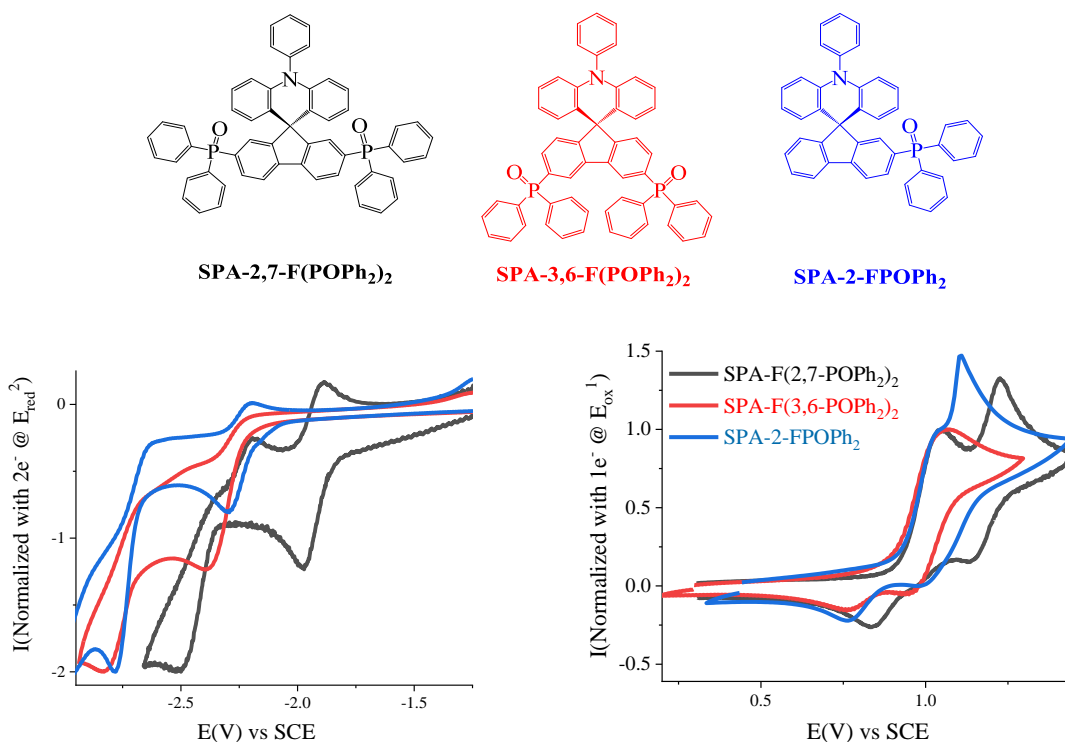 N
O
P
P
O
SPA-2,7-F(POPh₂)₂
N
O
P
P
O
SPA-3,6-F(POPh₂)₂
N
O
P
SPA-2-FPOPh₂
I(Normalized with 2e⁻ @ E_red²)
0
-1
-2
-2.5
-2.0
-1.5
E(V) vs SCE
I(Normalized with 1e⁻ @ E_ox¹)
1.5
1.0
0.5
0.0
-0.5
SPA-F(2,7-POPh₂)₂
SPA-F(3,6-POPh₂)₂
SPA-2-FPOPh₂
0.5
1.0
E(V) vs SCE